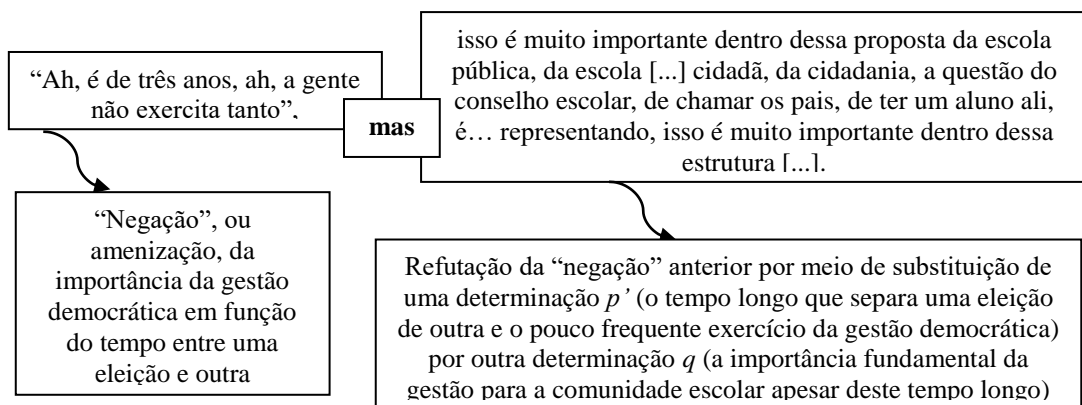 “Ah, é de três anos, ah, a gente
não exercita tanto”,
mas
isso é muito importante dentro dessa proposta da escola
pública, da escola [...] cidadã, da cidadania, a questão do
conselho escolar, de chamar os pais, de ter um aluno ali,
é… representando, isso é muito importante dentro dessa
estrutura [...].
“Negação”, ou
amenização, da
importância da gestão
democrática em função
do tempo entre uma
eleição e outra
Refutação da “negação” anterior por meio de substituição de
uma determinação p’ (o tempo longo que separa uma eleição
de outra e o pouco frequente exercício da gestão democrática)
por outra determinação q (a importância fundamental da
gestão para a comunidade escolar apesar deste tempo longo)